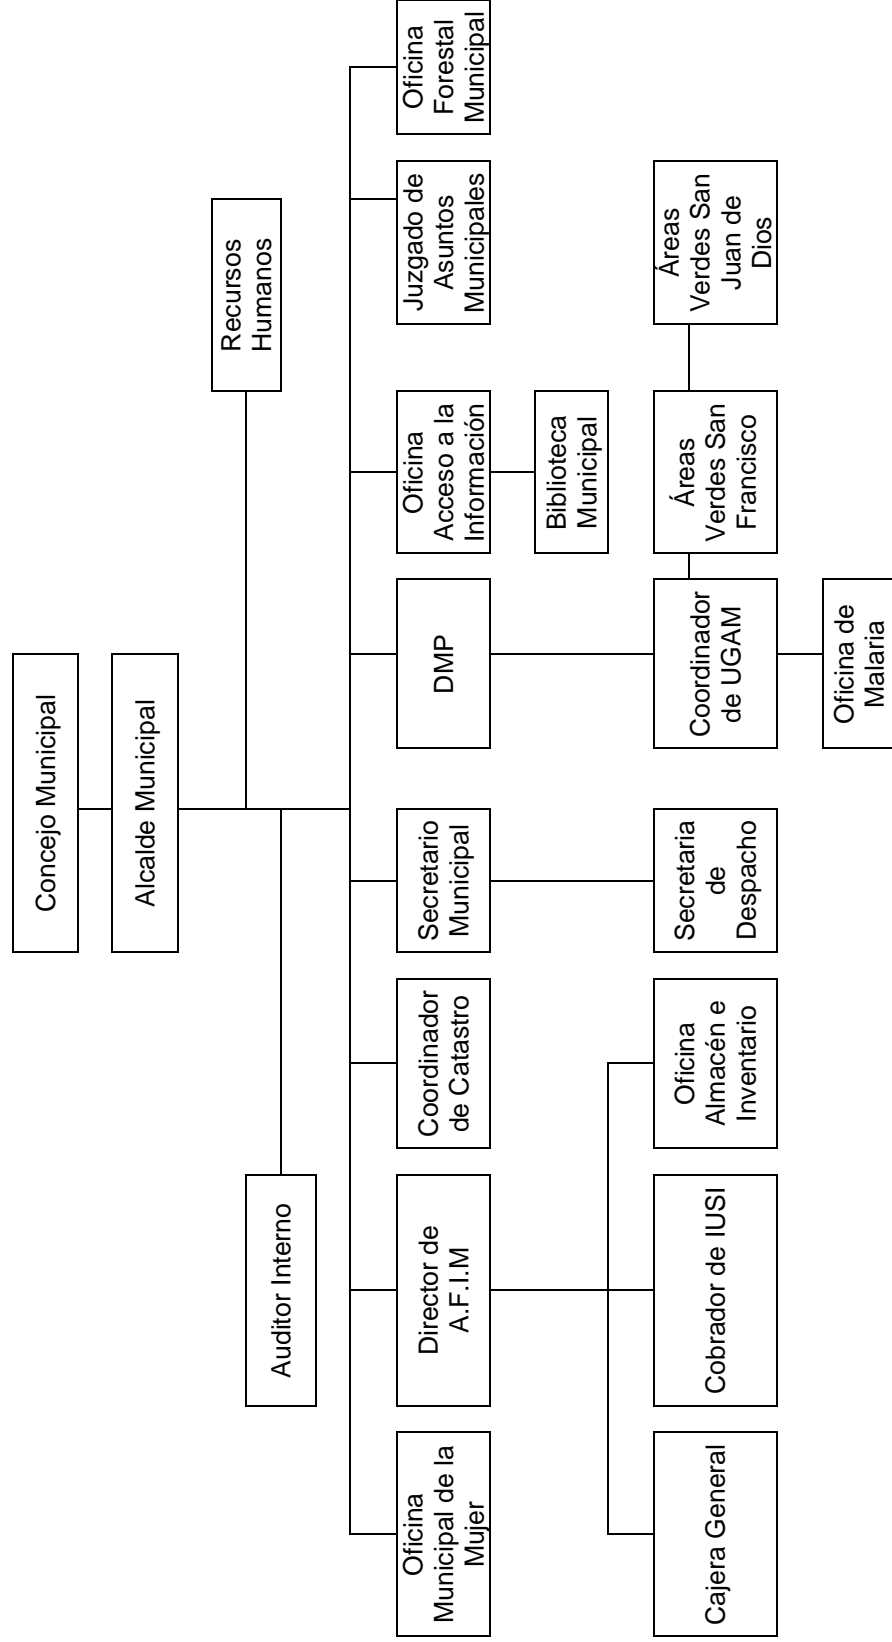 Concejo Municipal
Alcalde Municipal
Auditor Interno
Recursos
Humanos
Oficina
Municipal de la
Mujer
Director de
A.F.I.M
Coordinador
de Catastro
Secretario
Municipal
DMP
Oficina
Acceso a la
Información
Juzgado de
Asuntos
Municipales
Oficina
Forestal
Municipal
Biblioteca
Municipal
Cajera General
Cobrador de IUSI
Oficina
Almacén e
Inventario
Secretaria
de
Despacho
Coordinador
de UGAM
Áreas
Verdes San
Francisco
Áreas
Verdes San
Juan de
Dios
Oficina de
Malaria